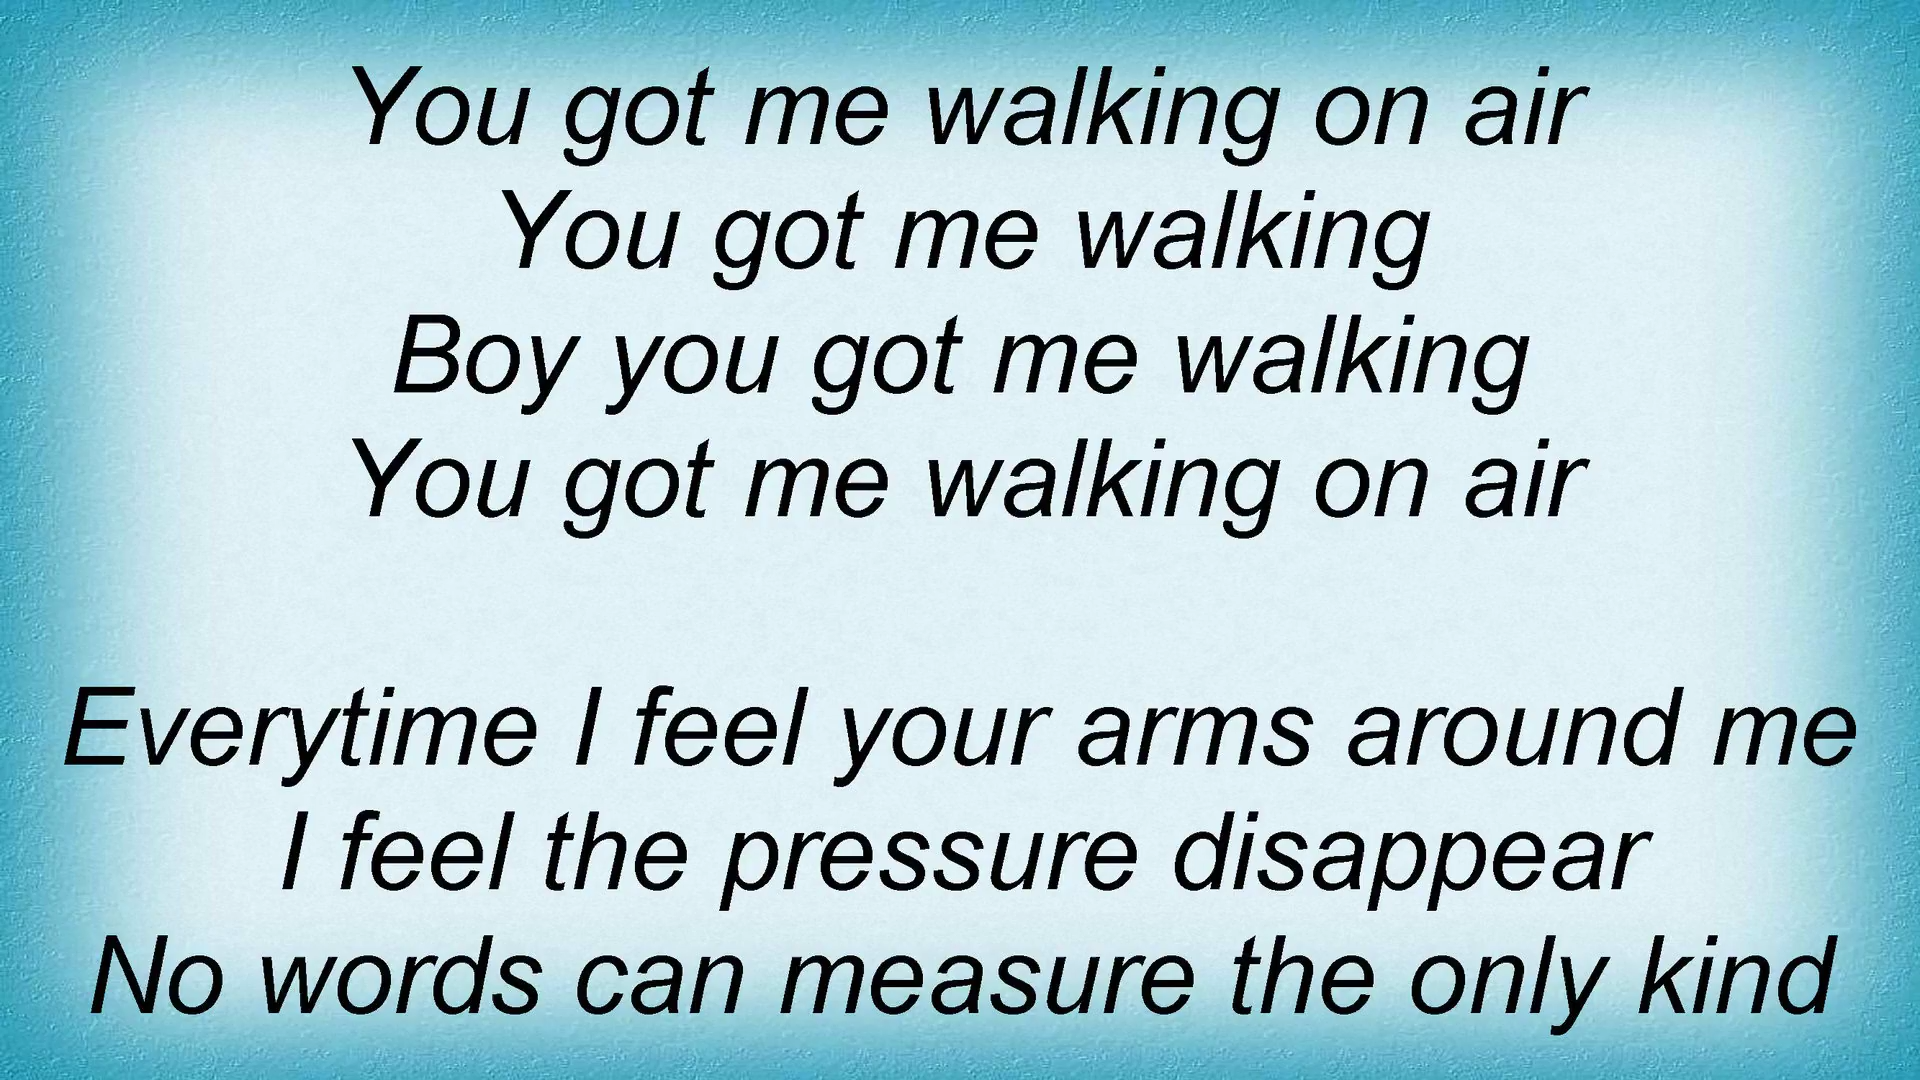 You got me walking on air
You got me walking
Boy you got me walking
You got me walking on air
Everytime I feel your arms around me
I feel the pressure disappear
No words can measure the only kind